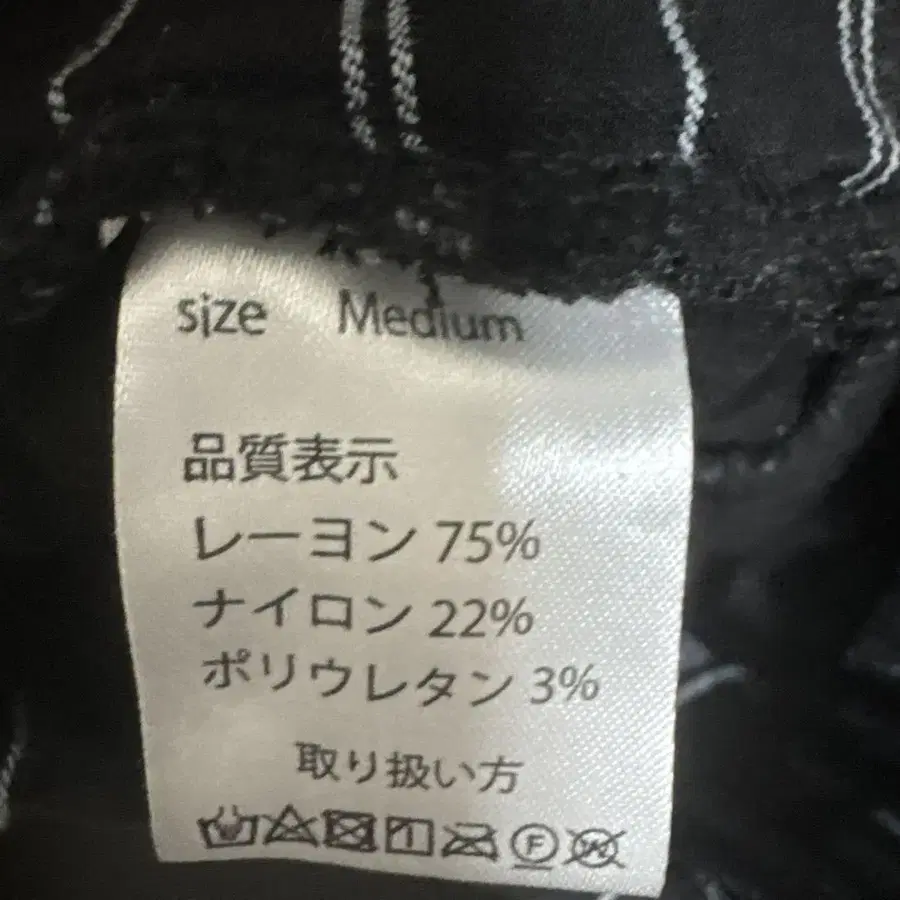 size Medium
品質表示
レーヨン 75%
ナイロン 22%
ポリウレタン 3%
取り扱い方
F W